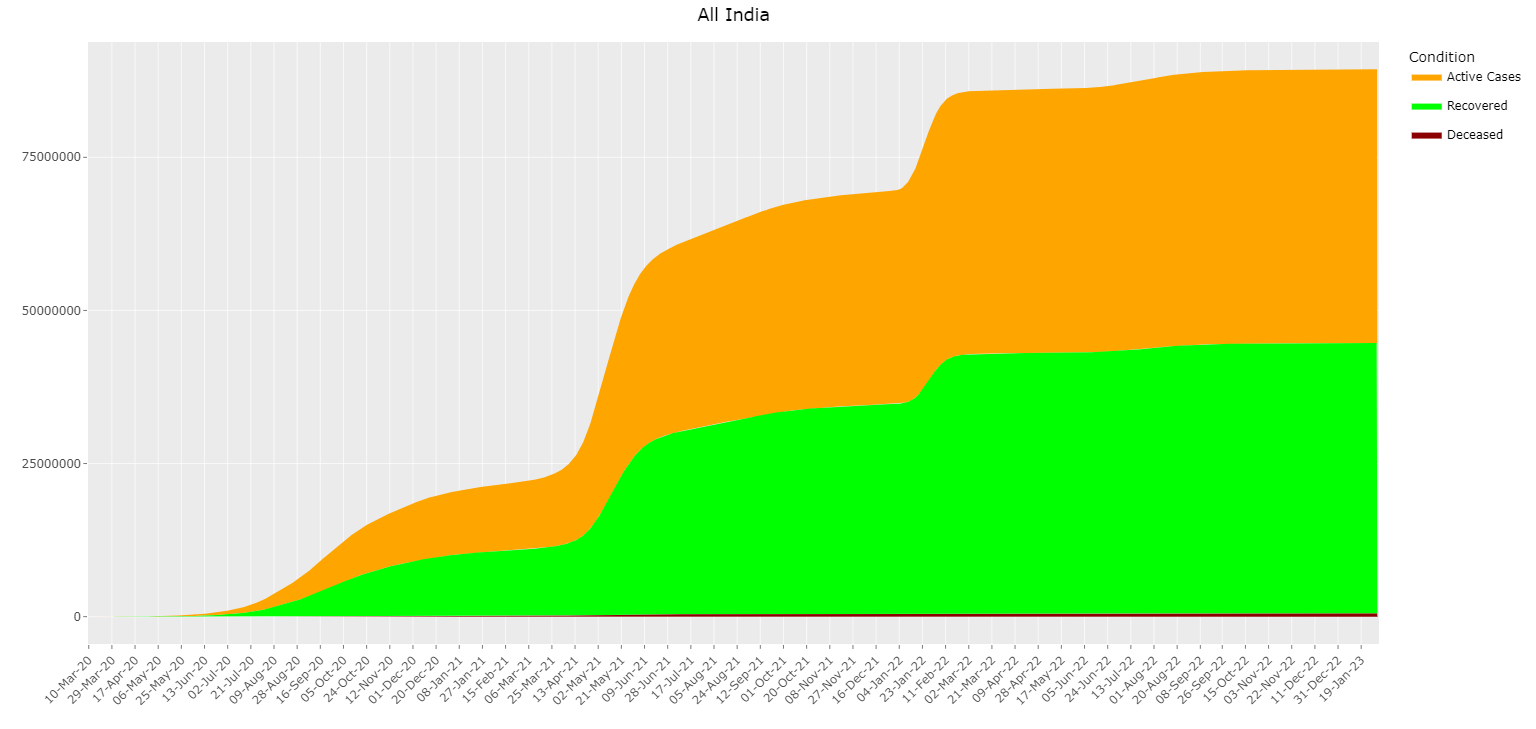 All India
Condition
Active Cases
Recovered
Deceased
75000000
50000000
25000000
0
10-Mar-20
29-Mar-20
17-Apr-20
06-May-20
25-May-20
13-Jun-20
02-Jul-20
21-Jul-20
09-Aug-20
28-Aug-20
16-Sep-20
05-Oct-20
24-Oct-20
12-Nov-20
01-Dec-20
20-Dec-20
08-Jan-21
27-Jan-21
15-Feb-21
06-Mar-21
25-Mar-21
13-Apr-21
02-May-21
21-May-21
09-Jun-21
28-Jun-21
17-Jul-21
05-Aug-21
24-Aug-21
12-Sep-21
01-Oct-21
20-Oct-21
08-Nov-21
27-Nov-21
16-Dec-21
04-Jan-22
23-Jan-22
11-Feb-22
02-Mar-22
21-Mar-22
09-Apr-22
28-Apr-22
17-May-22
05-Jun-22
24-Jun-22
13-Jul-22
01-Aug-22
20-Aug-22
08-Sep-22
26-Sep-22
15-Oct-22
03-Nov-22
22-Nov-22
11-Dec-22
31-Dec-22
19-Jan-23